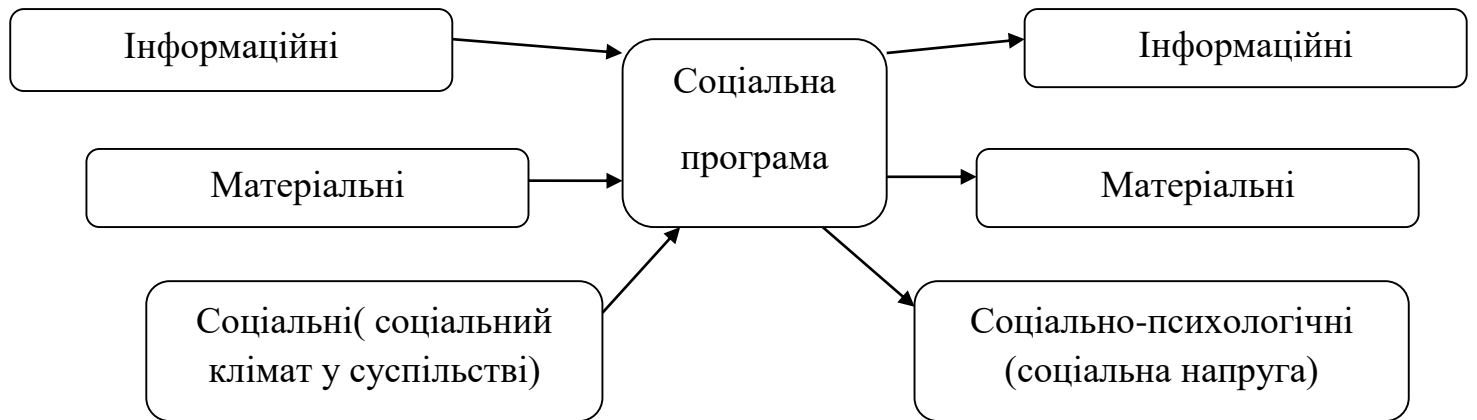 Інформаційні
Соціальна
програма
Інформаційні
Матеріальні
Матеріальні
Соціальні( соціальний
клімат у суспільстві)
Соціально-психологічні
(соціальна напруга)